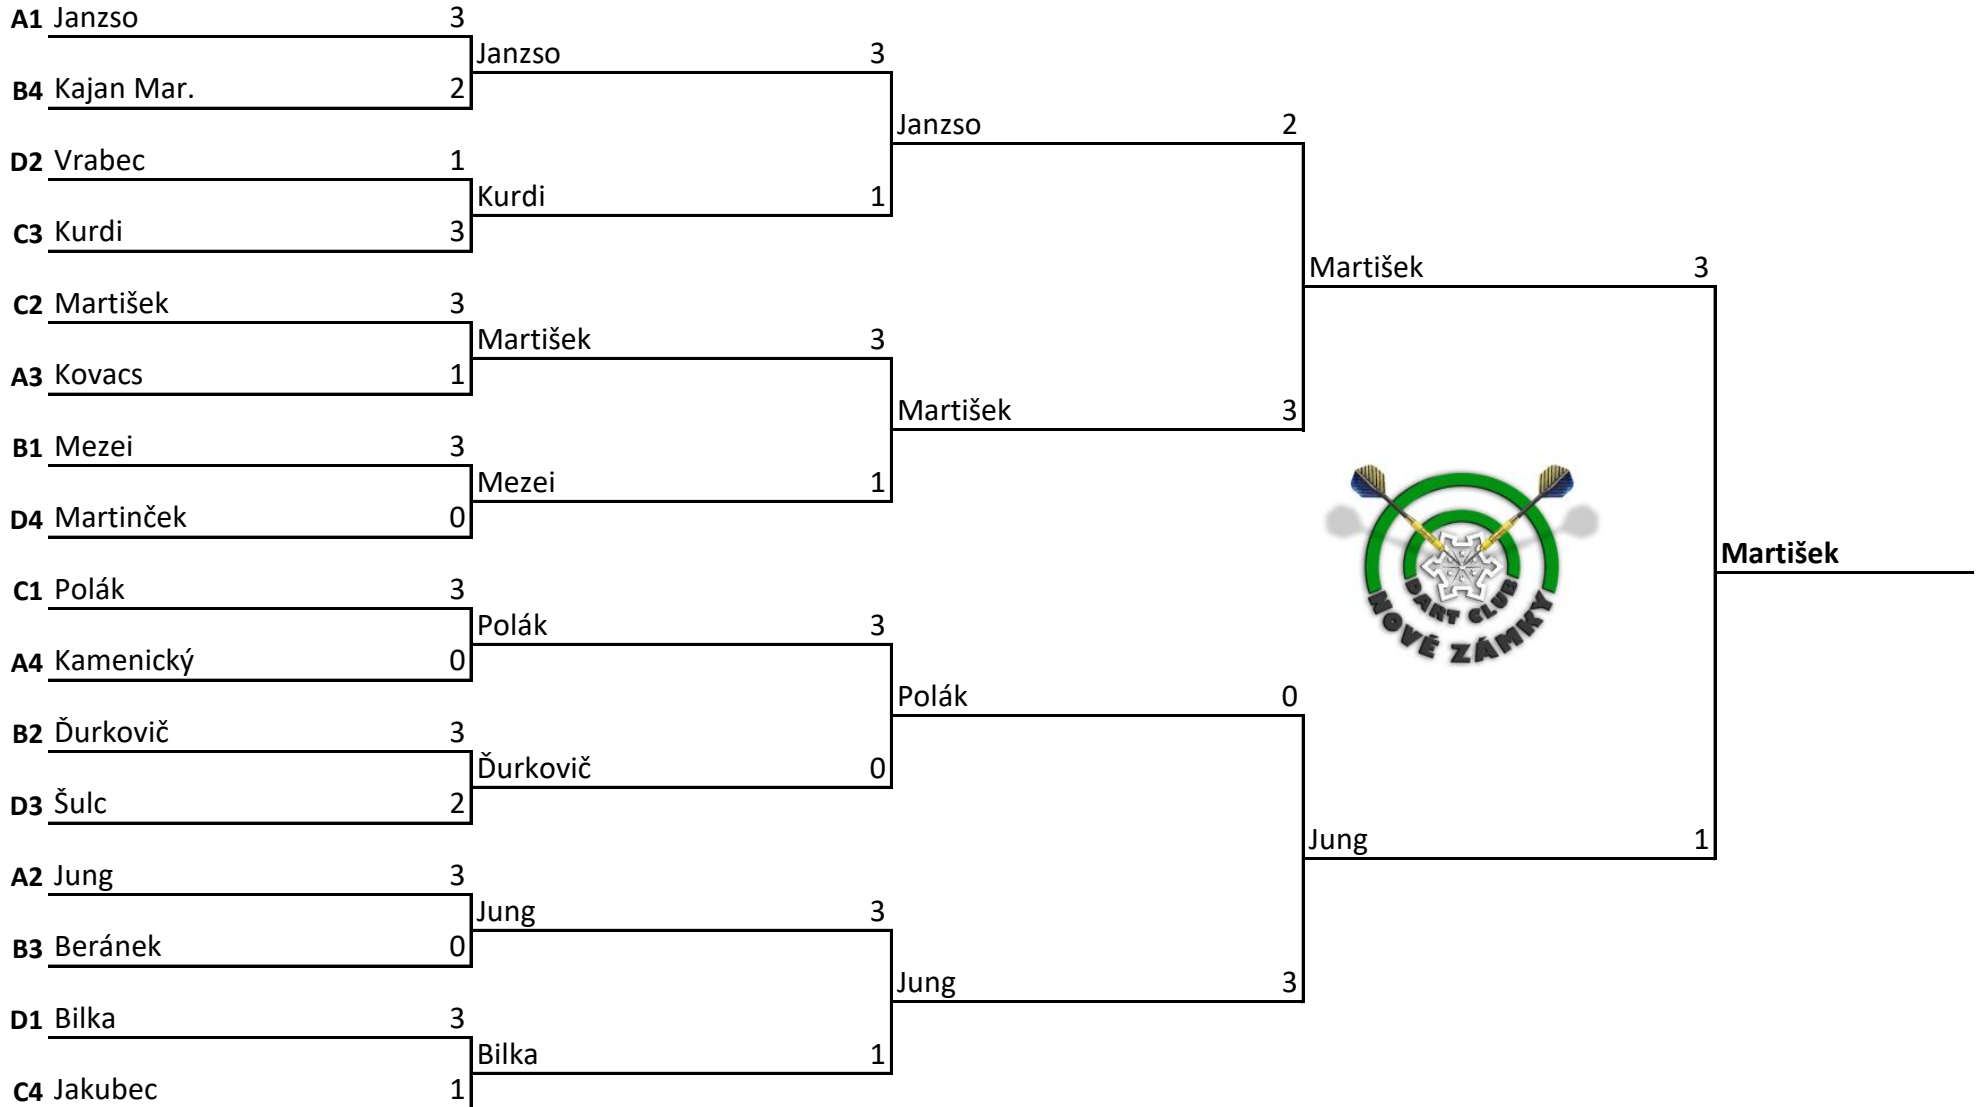 A1 Janzso 3
Janzso 3
B4 Kajan Mar. 2
Janzso 2
D2 Vrabec 1
Kurdi 1
C3 Kurdi 3
Martišek 3
C2 Martišek 3
Martišek 3
A3 Kovacs 1
Martišek 3
B1 Mezei 3
Mezei 1
D4 Martinček 0
Martišek
C1 Polák 3
Polák 3
A4 Kamenický 0
Polák 0
B2 Ďurkovič 3
Ďurkovič 0
D3 Šulc 2
Jung 1
A2 Jung 3
Jung 3
B3 Beránek 0
Jung 3
D1 Bilka 3
Bilka 1
C4 Jakubec 1
DART CLUB
NOVÉ ZÁMKY